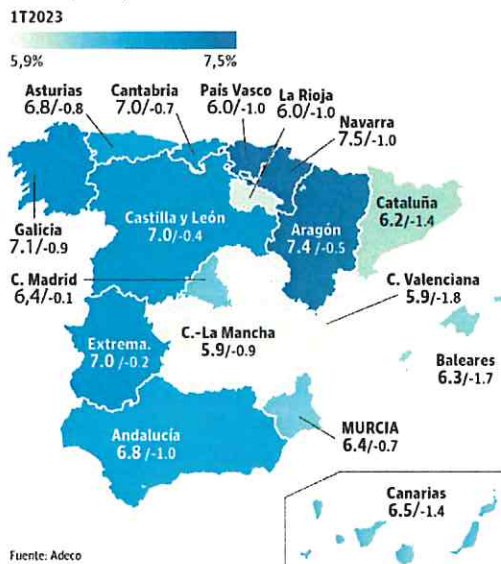 1T2023
5,9% 7,5%
Asturias
6.8/-0.8
Cantabria
7.0/-0.7
País Vasco
6.0/-1.0
La Rioja
6.0/-1.0
Navarra
7.5/-1.0
Galicia
7.1/-0.9
Castilla y León
7.0/-0.4
Aragón
7.4/-0.5
Cataluña
6.2/-1.4
C. Madrid
6,4/-0.1
C. Valenciana
5.9/-1.8
Extrema.
7.0/-0.2
C.-La Mancha
5.9/-0.9
Baleares
6.3/-1.7
Andalucía
6.8/-1.0
MURCIA
6.4/-0.7
Canarias
6.5/-1.4
Fuente: Adeco